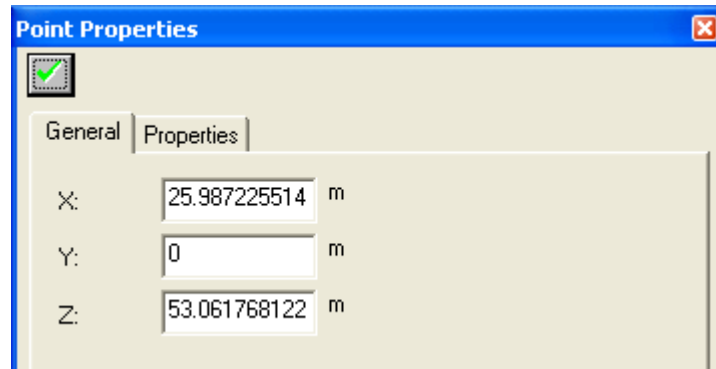 Point Properties
General Properties
X: 25.987225514 m
Y: 0 m
Z: 53.061768122 m